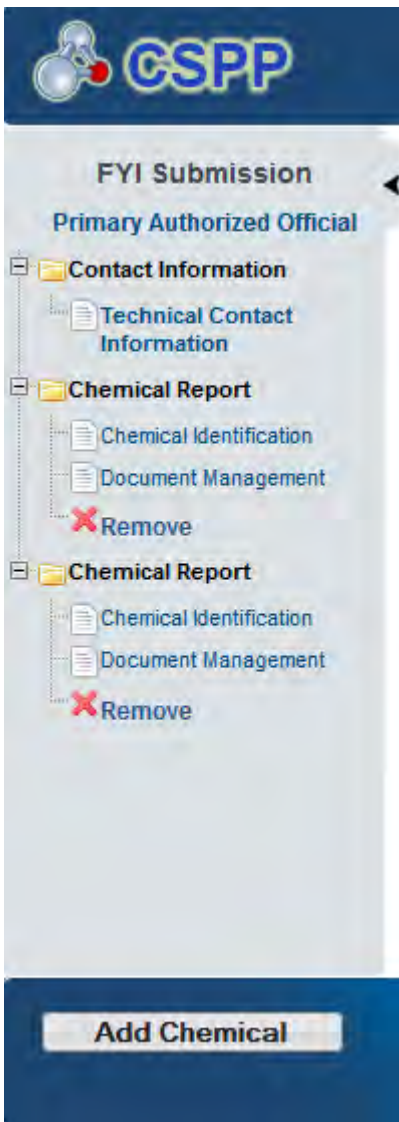 CSPP
FYI Submission
Primary Authorized Official
Contact Information
Technical Contact
Information
Chemical Report
Chemical Identification
Document Management
Remove
Chemical Report
Chemical Identification
Document Management
Remove
Add Chemical